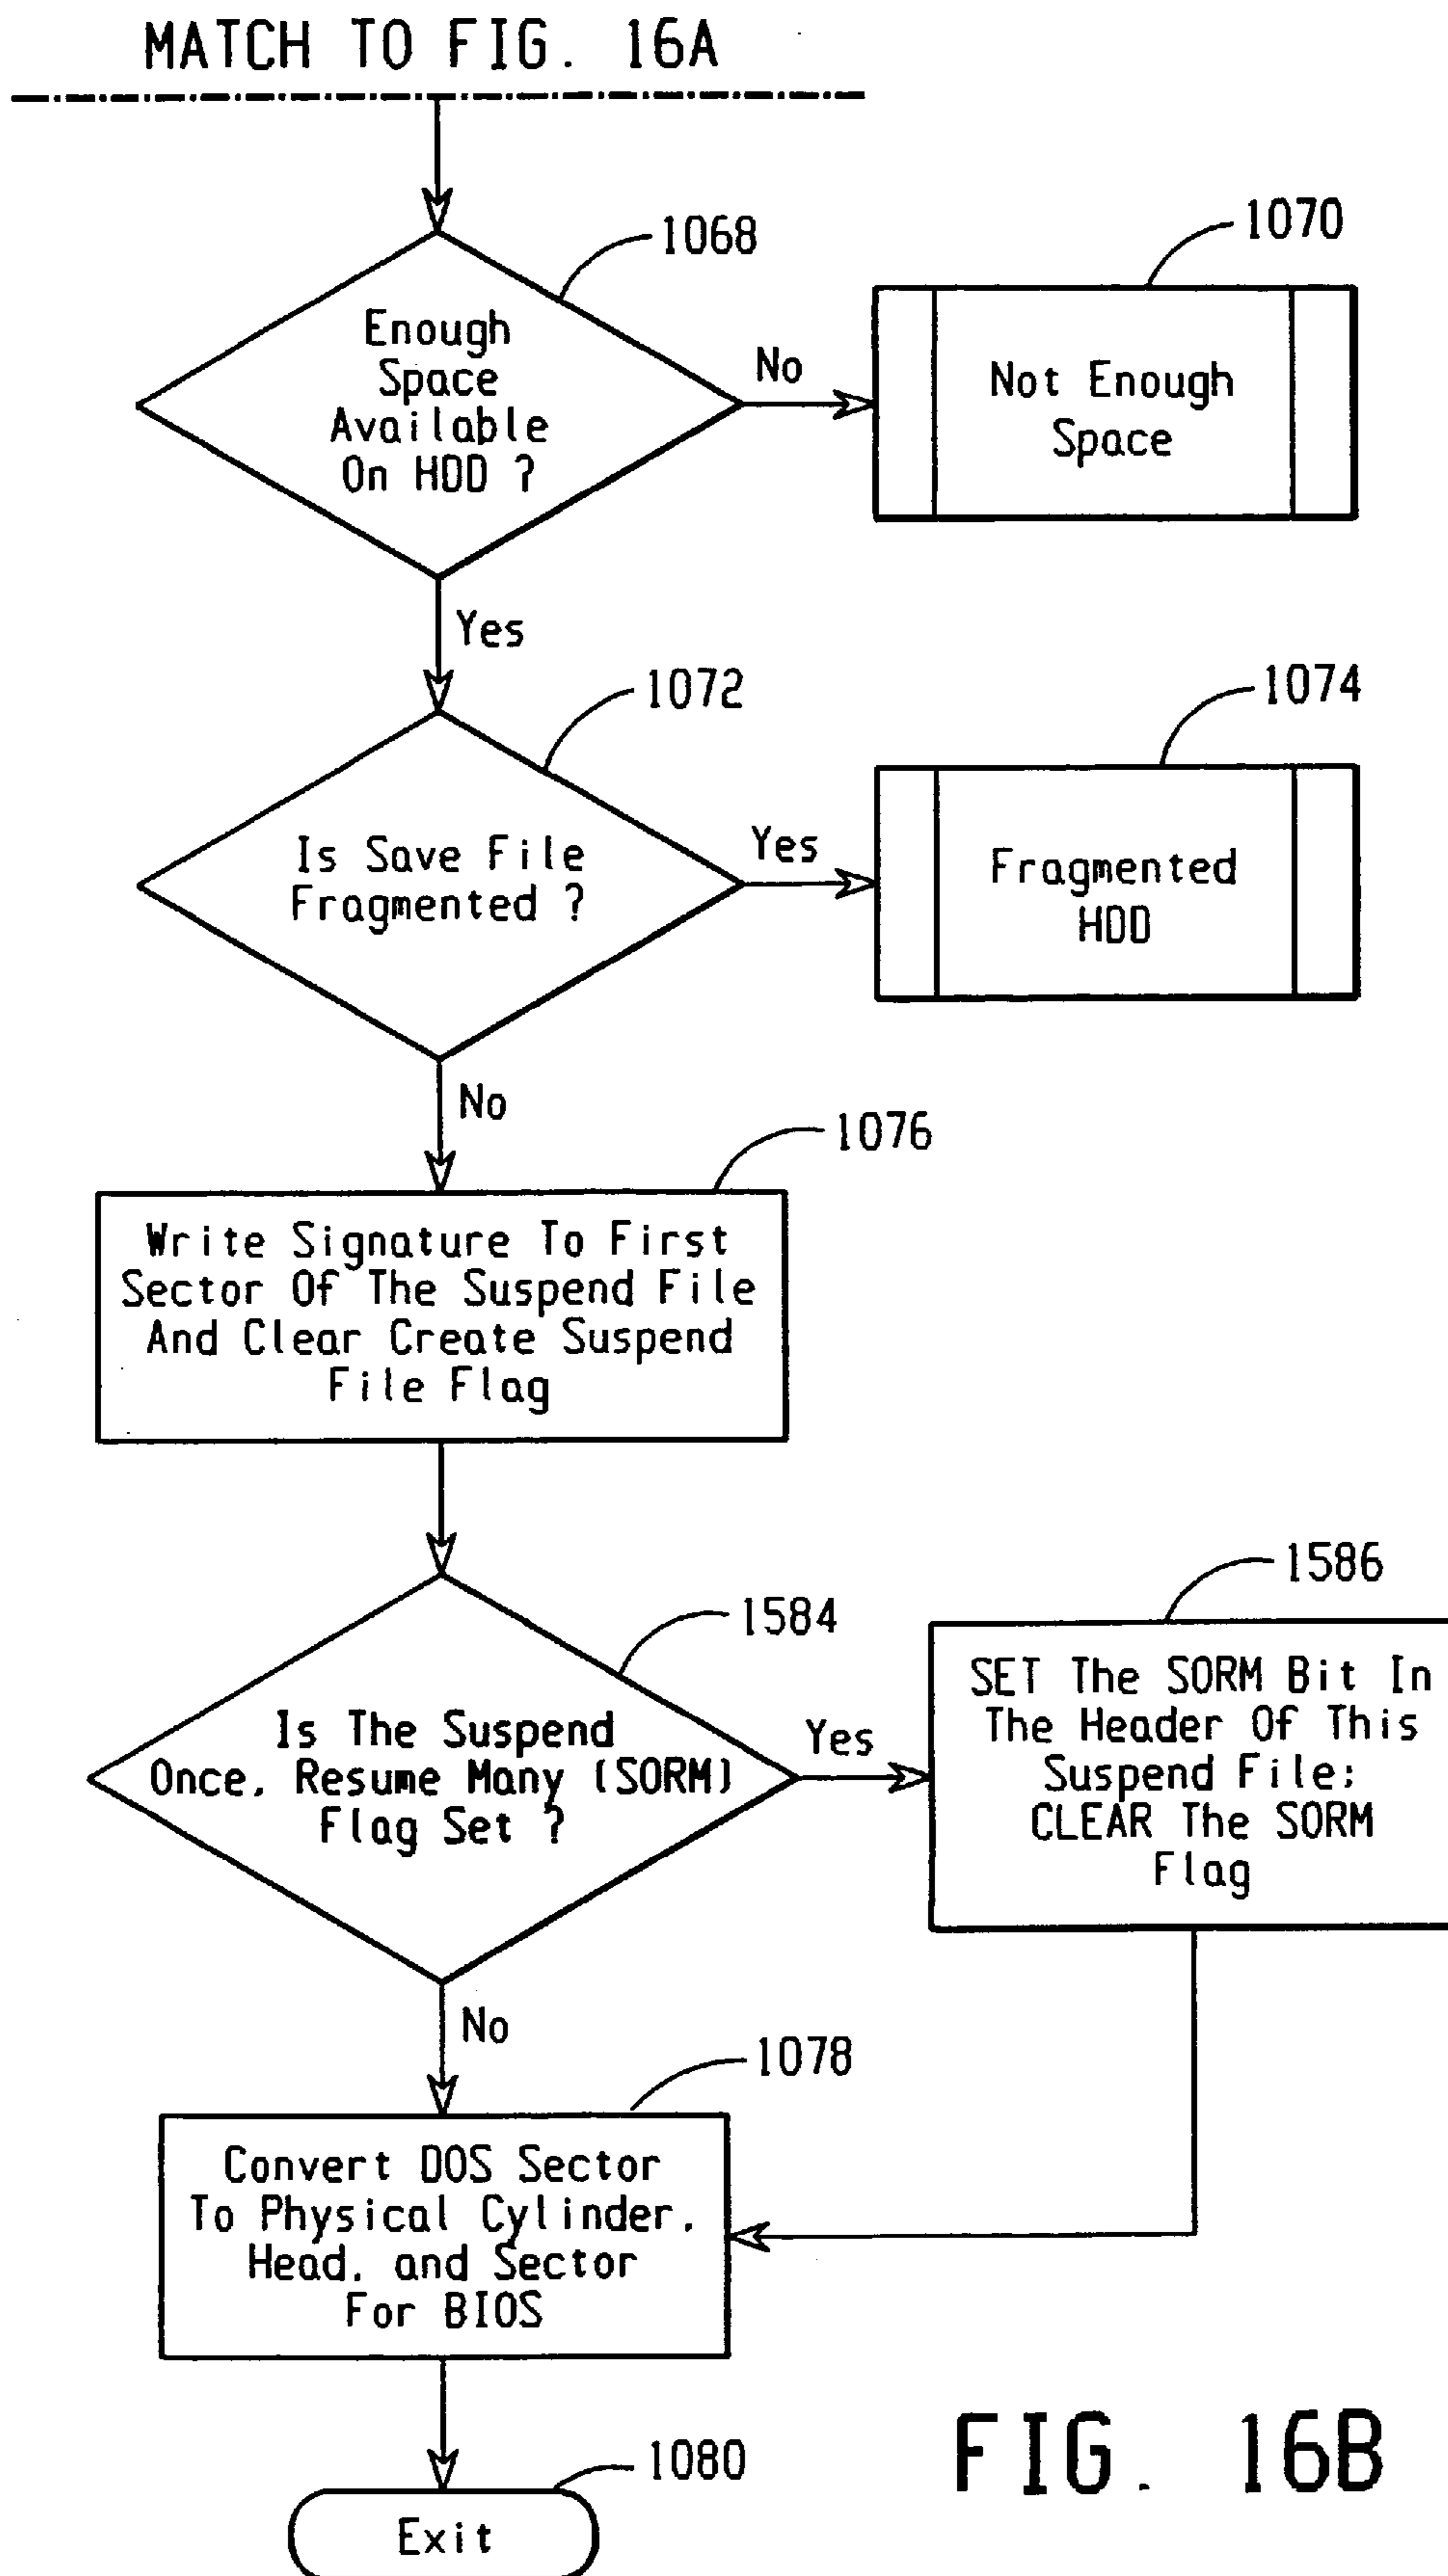 MATCH TO FIG. 16A
1068
Enough
Space
Available
On HDD ?
No
1070
Not Enough
Space
Yes
1072
Is Save File
Fragmented ?
Yes
1074
Fragmented
HDD
No
1076
Write Signature To First
Sector Of The Suspend File
And Clear Create Suspend
File Flag
1584
Is The Suspend
Once, Resume Many (SORM)
Flag Set ?
Yes
1586
SET The SORM Bit In
The Header Of This
Suspend File;
CLEAR The SORM
Flag
No
1078
Convert DOS Sector
To Physical Cylinder,
Head, and Sector
For BIOS
1080
Exit
FIG. 16B